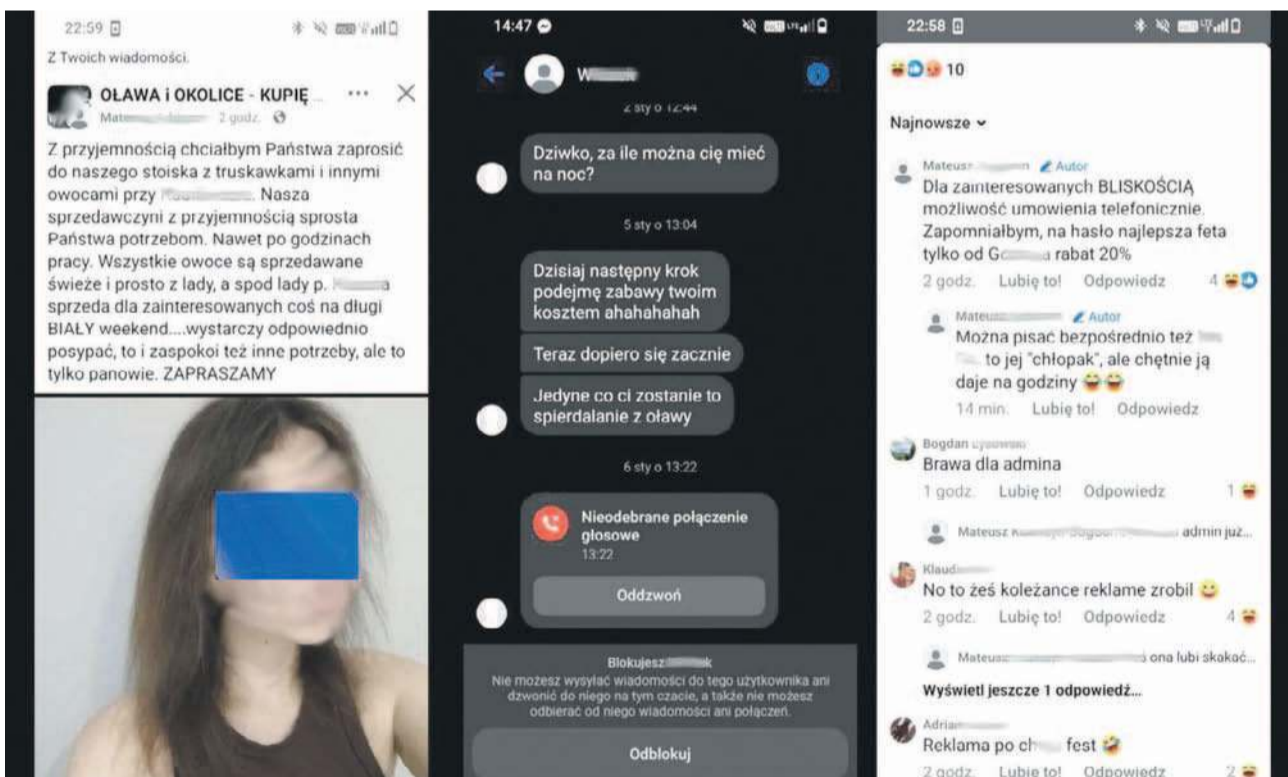 22:59
Z Twoich wiadomości.
OŁAWA i OKOLICE - KUPIĘ ...
2 godz.
Z przyjemnością chciałbym Państwa zaprosić
do naszego stoiska z truskawkami i innymi
owocami przy . Nasza
sprzedawczyni z przyjemnością sprosta
Państwa potrzebom. Nawet po godzinach
pracy. Wszystkie owoce są sprzedawane
świeże i prosto z lady, a spod lady p.
sprzeda dla zainteresowanych coś na długi
BIAŁY weekend....wystarczy odpowiednio
posypać, to i zaspokoi też inne potrzeby, ale to
tylko panowie. ZAPRASZAMY
14:47
2 sty o 12:44
Dziwko, za ile można cię mieć
na noc?
5 sty o 13:04
Dzisiaj następny krok
podejmę zabawy twoim
kosztem ahahahahah
Teraz dopiero się zacznie
Jedyne co ci zostanie to
spierdalanie z oławy
6 sty o 13:22
Nieodebrane połączenie
głosowe
13:22
Oddzwoń
Blokujesz
Nie możesz wysyłać wiadomości do tego użytkownika ani
dzwonić do niego na tym czacie, a także nie możesz
odbierać od niego wiadomości ani połączeń.
Odblokuj
22:58
10
Najnowsze
Mateusz Autor
Dla zainteresowanych BLISKOŚCIĄ
możliwość umowienia telefonicznie.
Zapomniałbym, na hasło najlepsza feta
tylko od rabat 20%
2 godz. Lubię to! Odpowiedz 4
Autor
Można pisać bezpośrednio też
to jej "chłopak", ale chętnie ją
daje na godziny
14 min. Lubię to! Odpowiedz
Bogdan
Brawa dla admina
1 godz. Lubię to! Odpowiedz 1
Mateusz admin już...
No to żeś koleżance reklame zrobil
2 godz. Lubię to! Odpowiedz 4
ona lubi skakać...
Wyświetl jeszcze 1 odpowiedź...
Reklama po fest
2 godz. Lubię to! Odpowiedz 2